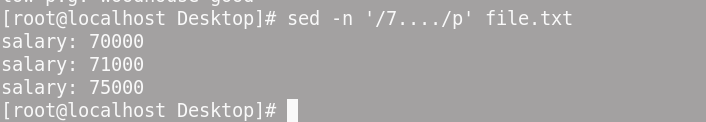 [root@localhost Desktop]# sed -n '/7..../p' file.txt
salary: 70000
salary: 71000
salary: 75000
[root@localhost Desktop]#